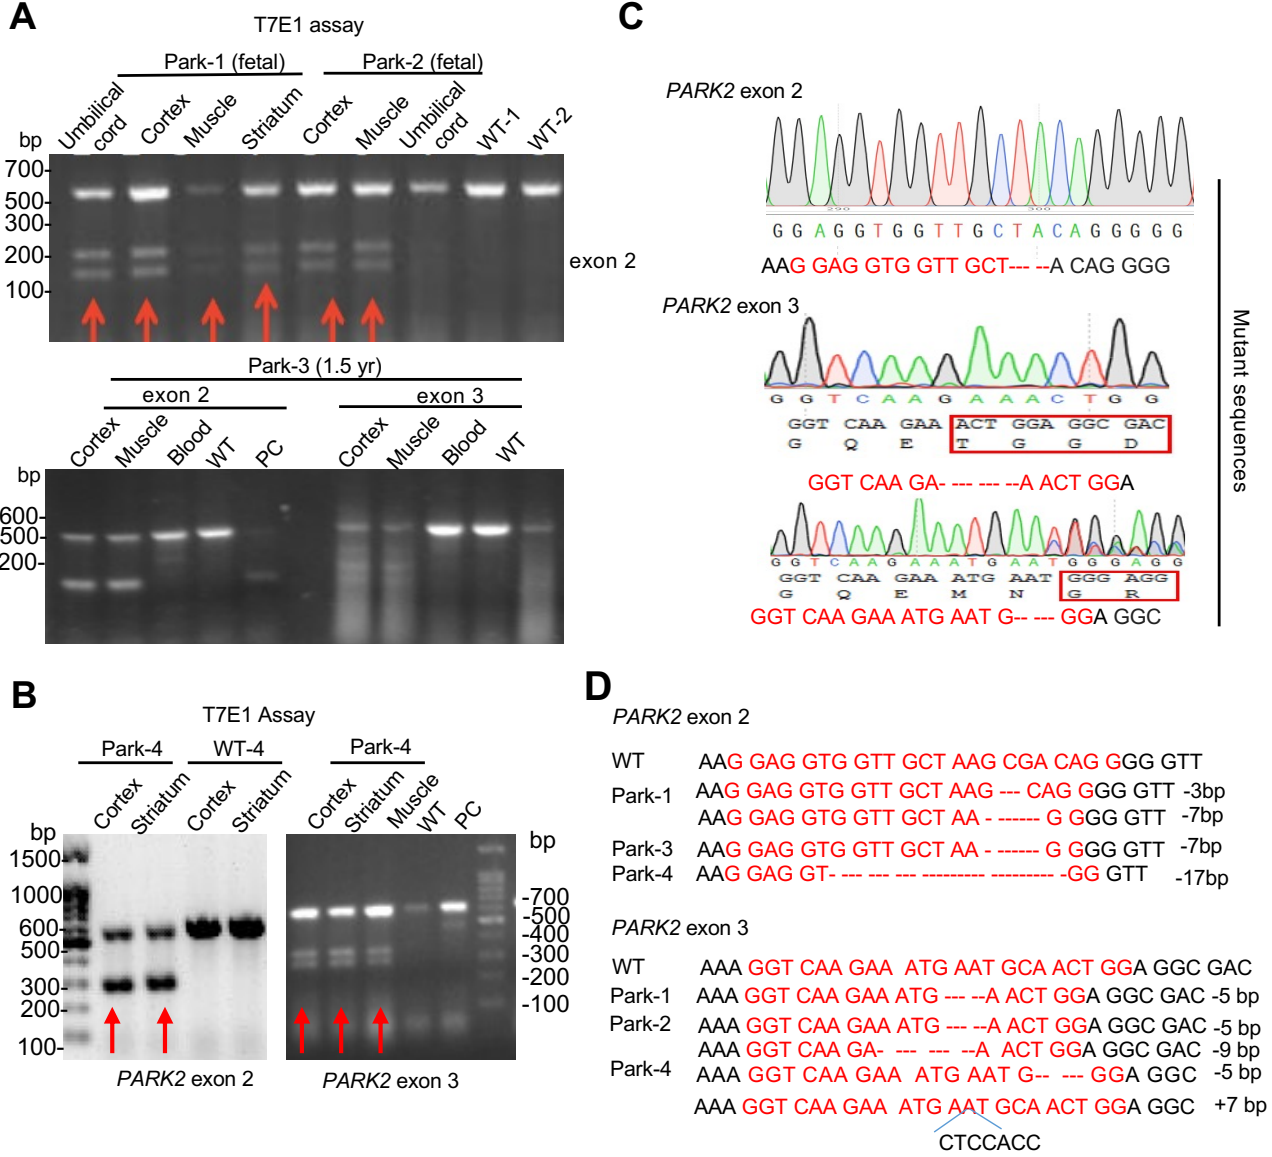 A
T7E1 assay
Park-1 (fetal)
Park-2 (fetal)
Umbilical cord
Cortex
Muscle
Striatum
Cortex
Muscle
Umbilical cord
WT-1
WT-2
bp
700-
500-
300-
200-
100-
exon 2
Park-3 (1.5 yr)
exon 2
exon 3
Cortex
Muscle
Blood
WT
PC
Cortex
Muscle
Blood
WT
bp
600-
500-
200-
B
T7E1 Assay
Park-4
WT-4
Park-4
Cortex
Striatum
Cortex
Striatum
Cortex
Striatum
Muscle
WT
PC
bp
1500-
1000-
600-
500-
300-
200-
100-
bp
-700
-500
-400
-300
-200
-100
PARK2 exon 2
PARK2 exon 3
C
PARK2 exon 2
290 300
G G A G G T G G T T G C T A C A G G G G G
AAG GAG GTG GTT GCT--- --A CAG GGG
PARK2 exon 3
G G T C A A G A A A C T G G
GGT CAA GAA ACT GGA GGC GAC
G Q E T G G D
GGT CAA GA- --- --- --A ACT GGA
G G T C A A G A A A T G A A T G G G A G G
GGT CAA GAA ATG AAT GGG AGG
G Q E M N G R
GGT CAA GAA ATG AAT G-- --- GGA GGC
Mutant sequences
D
PARK2 exon 2
WT AAG GAG GTG GTT GCT AAG CGA CAG GGG GTT
Park-1 AAG GAG GTG GTT GCT AAG --- CAG GGG GTT -3bp
AAG GAG GTG GTT GCT AA - ------ G GGG GTT -7bp
Park-3 AAG GAG GTG GTT GCT AA - ------ G GGG GTT -7bp
Park-4 AAG GAG GT- --- --- --- --------- ---------- -GG GTT -17bp
PARK2 exon 3
WT AAA GGT CAA GAA ATG AAT GCA ACT GGA GGC GAC
Park-1 AAA GGT CAA GAA ATG --- --A ACT GGA GGC GAC -5 bp
Park-2 AAA GGT CAA GAA ATG --- --A ACT GGA GGC GAC -5 bp
AAA GGT CAA GA- --- --- --A ACT GGA GGC GAC -9 bp
Park-4 AAA GGT CAA GAA ATG AAT G-- --- GGA GGC -5 bp
AAA GGT CAA GAA ATG AAT GCA ACT GGA GGC +7 bp
CTCCACC